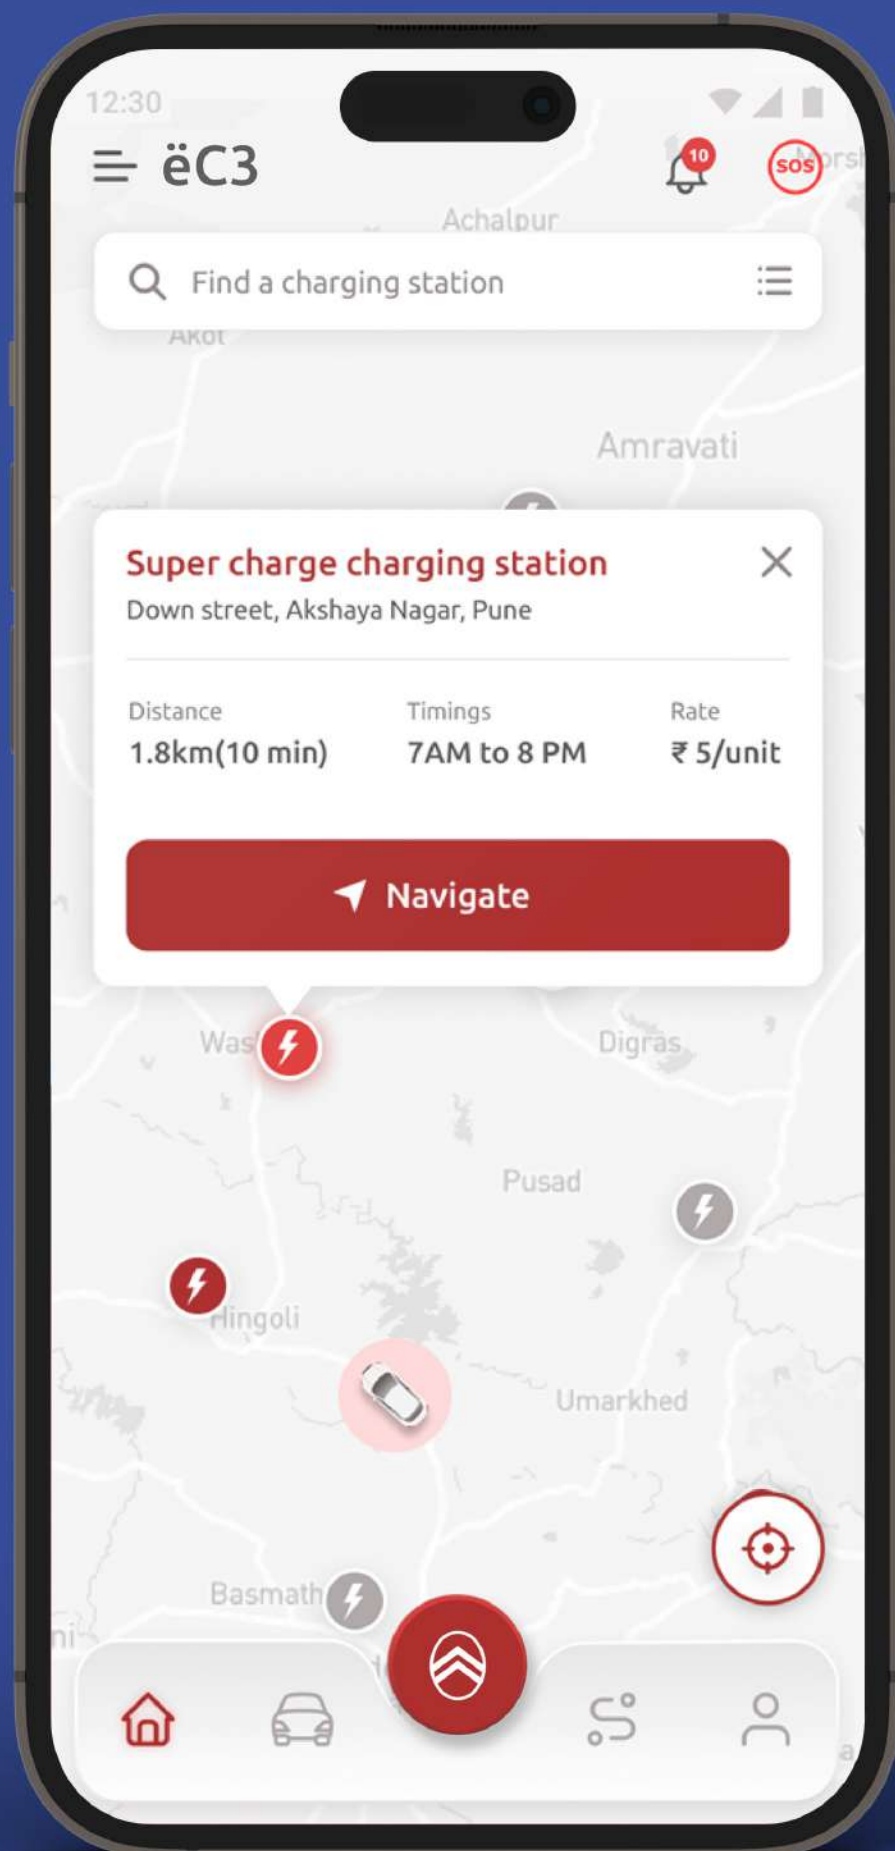 12:30
ëC3
10
SOS
Achalpur
Find a charging station
Akot
Amravati
Super charge charging station
Down street, Akshaya Nagar, Pune
Distance
Timings
Rate
1.8km(10 min)
7AM to 8 PM
₹ 5/unit
Navigate
Digras
Pusad
Hingoli
Umarkhed
Basmath